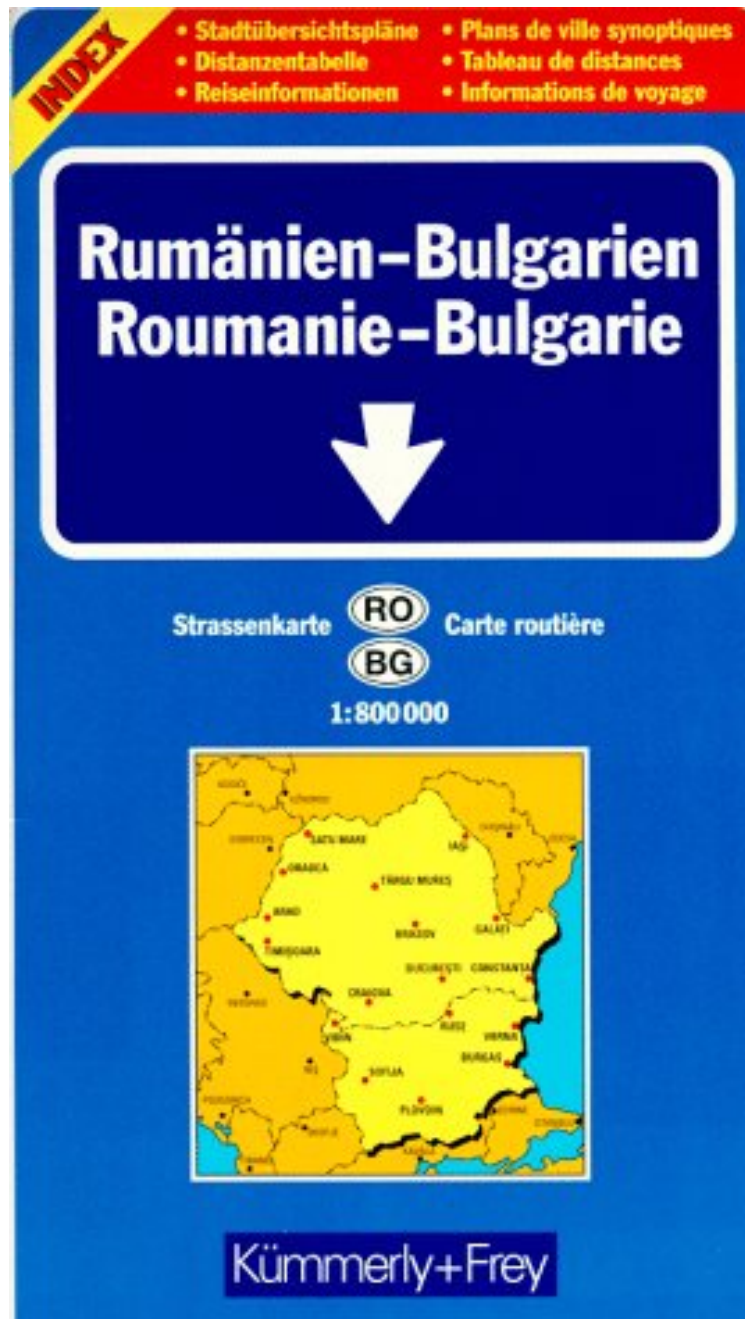 INDEX
• Stadtübersichtspläne
• Distanzentabelle
• Reiseinformationen
• Plans de ville synoptiques
• Tableau de distances
• Informations de voyage
Rumänien–Bulgarien
Roumanie–Bulgarie
Strassenkarte
RO
BG
Carte routière
1:800 000
SATU MARE
IAŞI
ORADEA
TÂRGU MUREŞ
ARAD
BRAŞOV
GALAŢI
TIMIŞOARA
BUCUREŞTI
CONSTANŢA
CRAIOVA
RUSE
VIDIN
VARNA
BURGAS
SOFIJA
PLOVDIV
Kümmerly+Frey